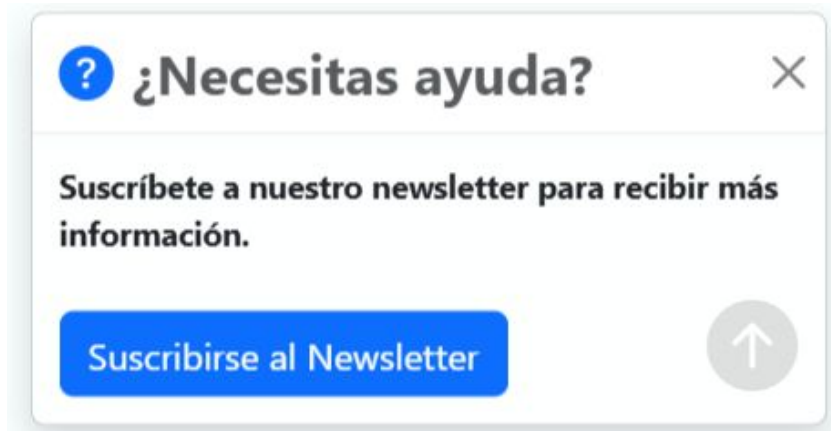 ¿Necesitas ayuda?
Suscríbete a nuestro newsletter para recibir más
información.
Suscribirse al Newsletter